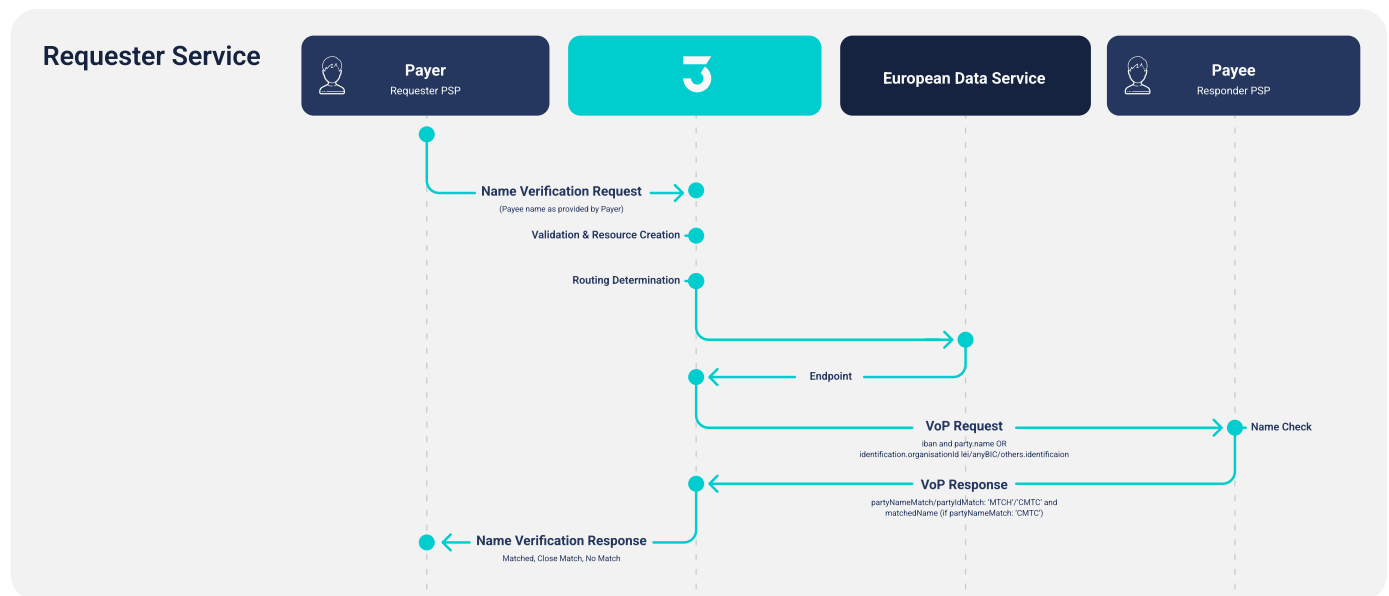 Requester Service
Payer
Requester PSP
3
European Data Service
Payee
Responder PSP
Name Verification Request
(Payee name as provided by Payer)
Validation & Resource Creation
Routing Determination
Endpoint
VoP Request
iban and party.name OR
identification.organisationId lei/anyBIC/others.identificaion
Name Check
VoP Response
partyNameMatch/partyIdMatch: 'MTCH'/'CMTC' and
matchedName (if partyNameMatch: 'CMTC')
Name Verification Response
Matched, Close Match, No Match